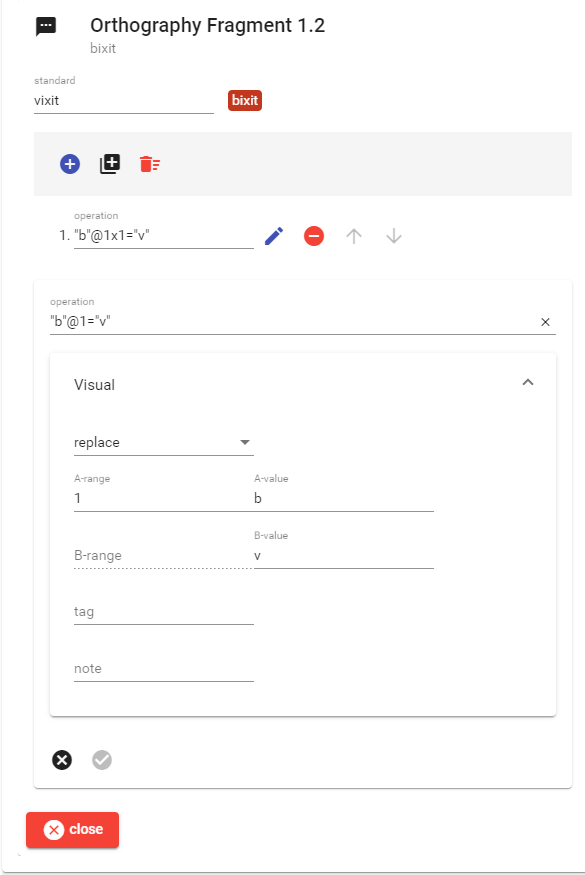 Orthography Fragment 1.2
bixit
standard
vixit bixit
operation
1. "b"@1x1="v"
operation
"b"@1="v"
Visual
replace
A-range A-value
1 b
B-value
B-range v
tag
note
close